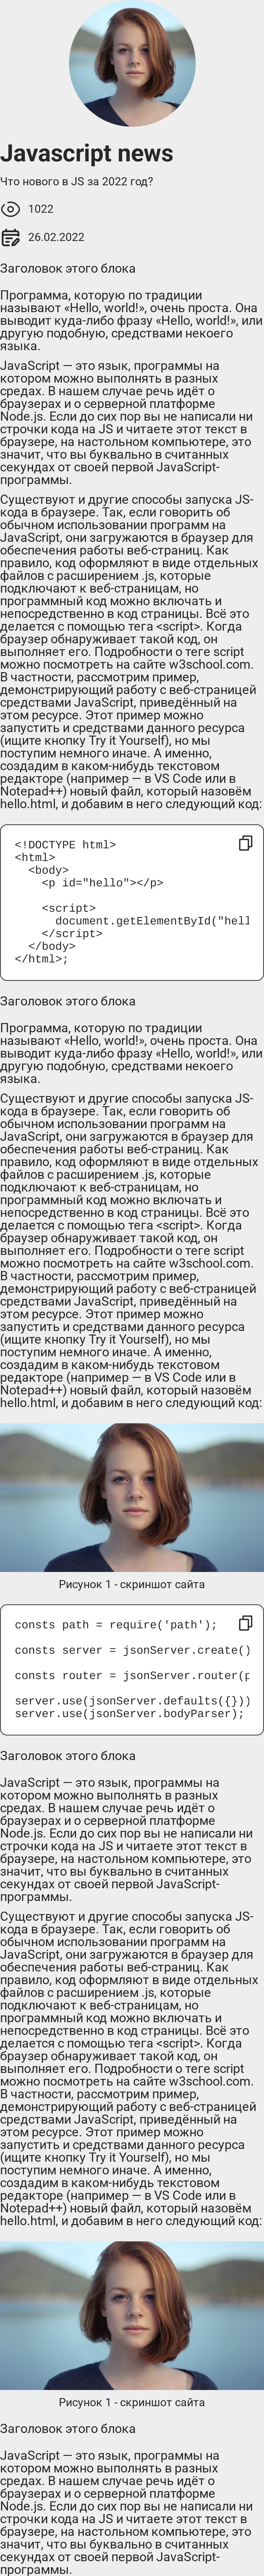 Javascript news
Что нового в JS за 2022 год?
1022
26.02.2022
Заголовок этого блока
Программа, которую по традиции
называют «Hello, world!», очень проста. Она
выводит куда-либо фразу «Hello, world!», или
другую подобную, средствами некоего
языка.
JavaScript — это язык, программы на
котором можно выполнять в разных
средах. В нашем случае речь идёт о
браузерах и о серверной платформе
Node.js. Если до сих пор вы не написали ни
строчки кода на JS и читаете этот текст в
браузере, на настольном компьютере, это
значит, что вы буквально в считанных
секундах от своей первой JavaScript-
программы.
Существуют и другие способы запуска JS-
кода в браузере. Так, если говорить об
обычном использовании программ на
JavaScript, они загружаются в браузер для
обеспечения работы веб-страниц. Как
правило, код оформляют в виде отдельных
файлов с расширением .js, которые
подключают к веб-страницам, но
программный код можно включать и
непосредственно в код страницы. Всё это
делается с помощью тега <script>. Когда
браузер обнаруживает такой код, он
выполняет его. Подробности о теге script
можно посмотреть на сайте w3school.com.
В частности, рассмотрим пример,
демонстрирующий работу с веб-страницей
средствами JavaScript, приведённый на
этом ресурсе. Этот пример можно
запустить и средствами данного ресурса
(ищите кнопку Try it Yourself), но мы
поступим немного иначе. А именно,
создадим в каком-нибудь текстовом
редакторе (например — в VS Code или в
Notepad++) новый файл, который назовём
hello.html, и добавим в него следующий код:
<!DOCTYPE html>
<html>
<body>
<p id="hello"></p>
<script>
document.getElementById("hell
</script>
</body>
</html>;
Заголовок этого блока
Программа, которую по традиции
называют «Hello, world!», очень проста. Она
выводит куда-либо фразу «Hello, world!», или
другую подобную, средствами некоего
языка.
Существуют и другие способы запуска JS-
кода в браузере. Так, если говорить об
обычном использовании программ на
JavaScript, они загружаются в браузер для
обеспечения работы веб-страниц. Как
правило, код оформляют в виде отдельных
файлов с расширением .js, которые
подключают к веб-страницам, но
программный код можно включать и
непосредственно в код страницы. Всё это
делается с помощью тега <script>. Когда
браузер обнаруживает такой код, он
выполняет его. Подробности о теге script
можно посмотреть на сайте w3school.com.
В частности, рассмотрим пример,
демонстрирующий работу с веб-страницей
средствами JavaScript, приведённый на
этом ресурсе. Этот пример можно
запустить и средствами данного ресурса
(ищите кнопку Try it Yourself), но мы
поступим немного иначе. А именно,
создадим в каком-нибудь текстовом
редакторе (например — в VS Code или в
Notepad++) новый файл, который назовём
hello.html, и добавим в него следующий код:
Рисунок 1 - скриншот сайта
consts path = require('path');
consts server = jsonServer.create()
consts router = jsonServer.router(p
server.use(jsonServer.defaults({}))
server.use(jsonServer.bodyParser);
Заголовок этого блока
JavaScript — это язык, программы на
котором можно выполнять в разных
средах. В нашем случае речь идёт о
браузерах и о серверной платформе
Node.js. Если до сих пор вы не написали ни
строчки кода на JS и читаете этот текст в
браузере, на настольном компьютере, это
значит, что вы буквально в считанных
секундах от своей первой JavaScript-
программы.
Существуют и другие способы запуска JS-
кода в браузере. Так, если говорить об
обычном использовании программ на
JavaScript, они загружаются в браузер для
обеспечения работы веб-страниц. Как
правило, код оформляют в виде отдельных
файлов с расширением .js, которые
подключают к веб-страницам, но
программный код можно включать и
непосредственно в код страницы. Всё это
делается с помощью тега <script>. Когда
браузер обнаруживает такой код, он
выполняет его. Подробности о теге script
можно посмотреть на сайте w3school.com.
В частности, рассмотрим пример,
демонстрирующий работу с веб-страницей
средствами JavaScript, приведённый на
этом ресурсе. Этот пример можно
запустить и средствами данного ресурса
(ищите кнопку Try it Yourself), но мы
поступим немного иначе. А именно,
создадим в каком-нибудь текстовом
редакторе (например — в VS Code или в
Notepad++) новый файл, который назовём
hello.html, и добавим в него следующий код:
Рисунок 1 - скриншот сайта
Заголовок этого блока
JavaScript — это язык, программы на
котором можно выполнять в разных
средах. В нашем случае речь идёт о
браузерах и о серверной платформе
Node.js. Если до сих пор вы не написали ни
строчки кода на JS и читаете этот текст в
браузере, на настольном компьютере, это
значит, что вы буквально в считанных
секундах от своей первой JavaScript-
программы.